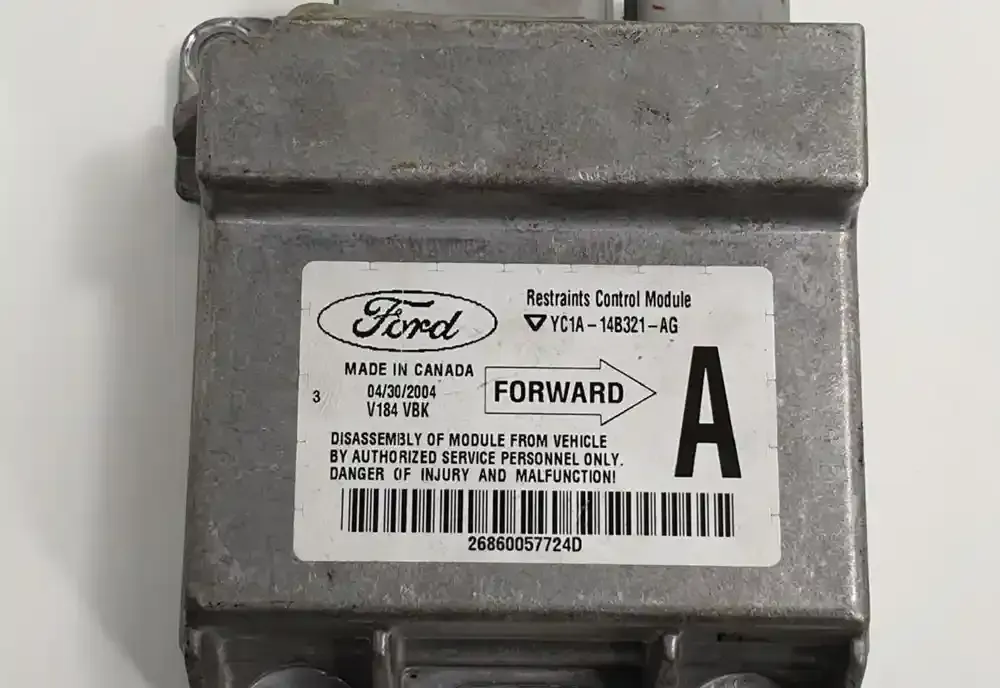 Ford
Restraints Control Module
YC1A-14B321-AG
MADE IN CANADA
04/30/2004
V184 VBK
3
FORWARD
A
DISASSEMBLY OF MODULE FROM VEHICLE
BY AUTHORIZED SERVICE PERSONNEL ONLY.
DANGER OF INJURY AND MALFUNCTION!
26860057724D